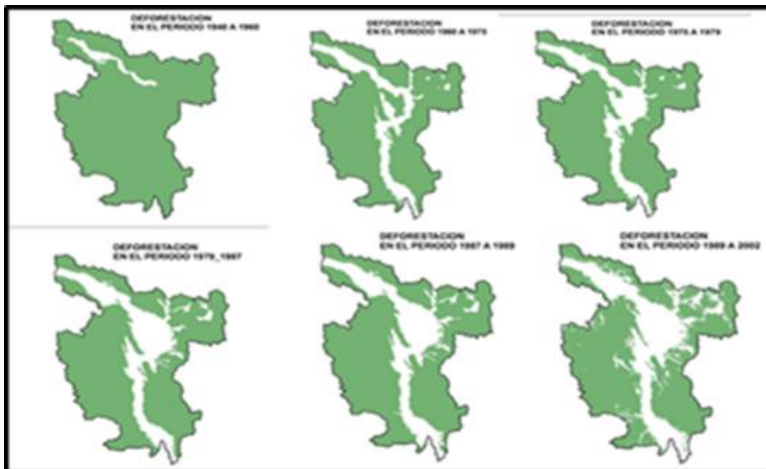 DEFORESTACION
EN EL PERIODO 1940 A 1960
DEFORESTACION
EN EL PERIODO 1960 A 1975
DEFORESTACION
EN EL PERIODO 1975 A 1979
DEFORESTACION
EN EL PERIODO 1979_1987
DEFORESTACION
EN EL PERIODO 1987 A 1989
DEFORESTACION
EN EL PERIODO 1989 A 2002